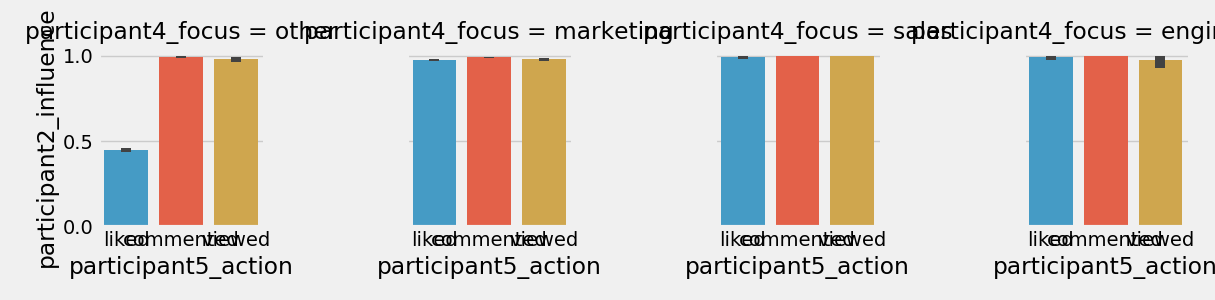 participant4_focus = other
participant4_focus = marketing
participant4_focus = sales
participant4_focus = engin
participant2_influence
1.0
0.5
0.0
liked commented viewed
liked commented viewed
liked commented viewed
liked commented viewed
participant5_action
participant5_action
participant5_action
participant5_action